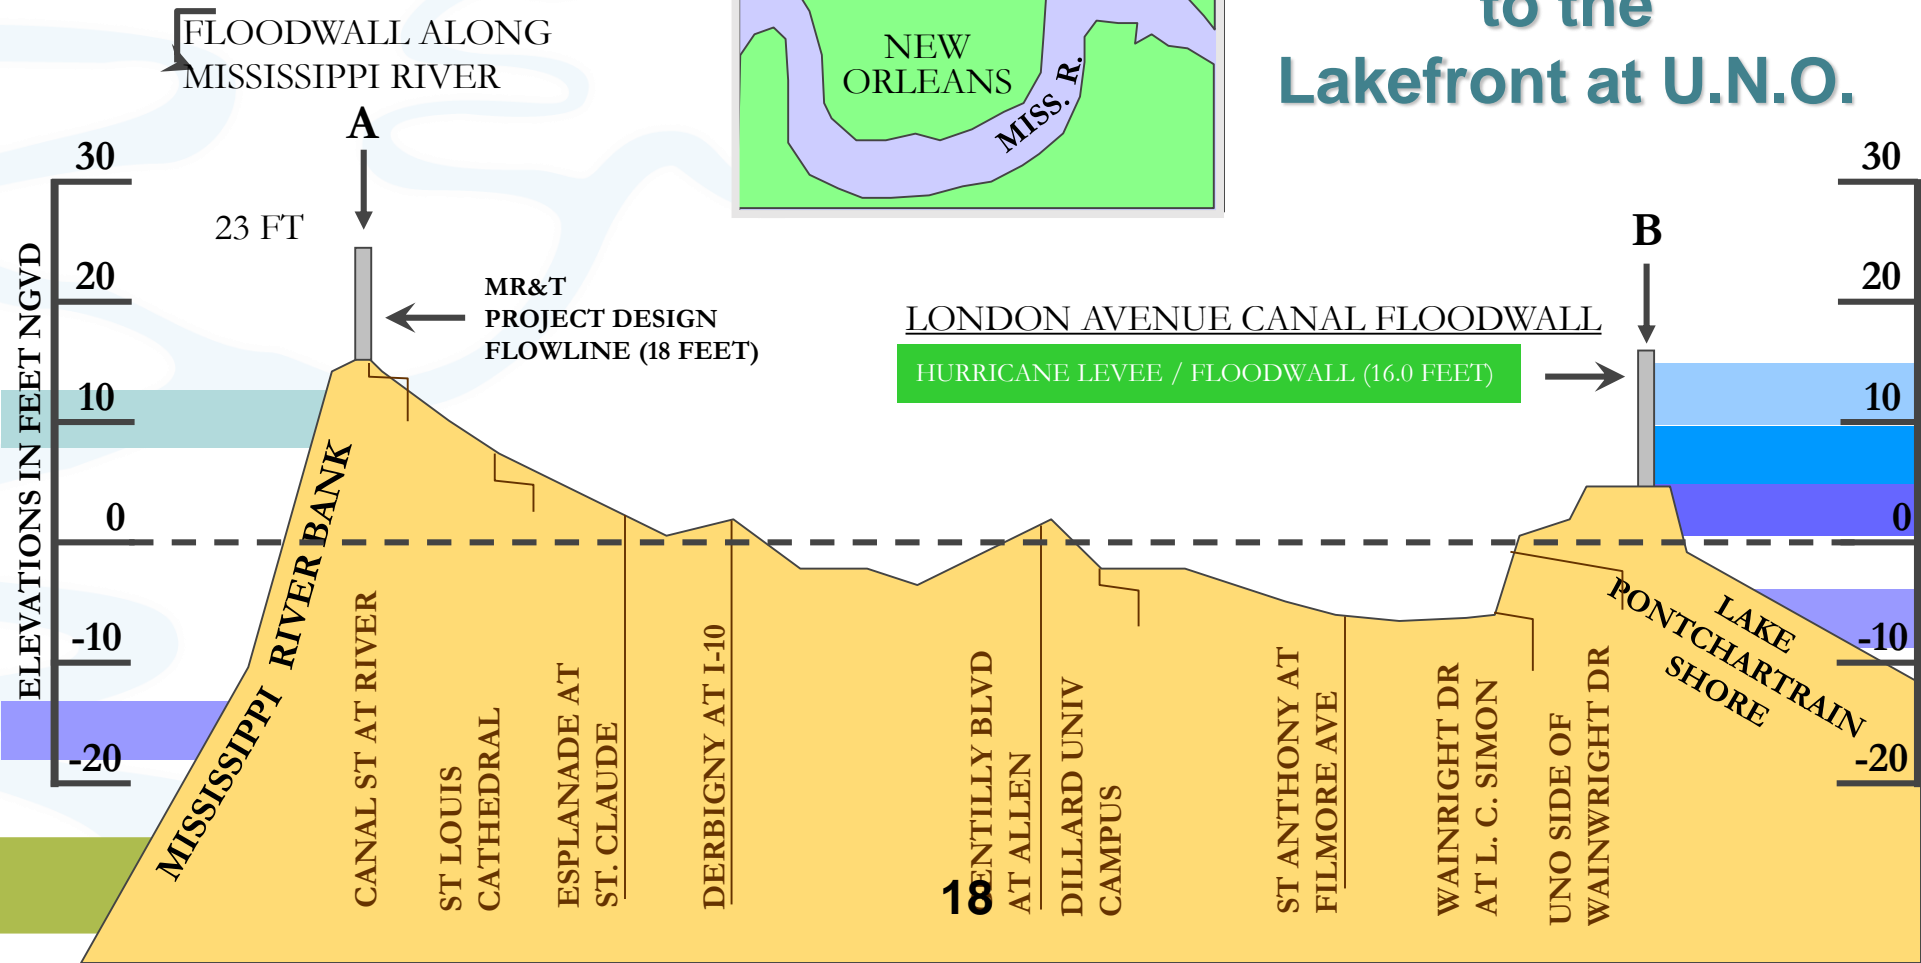 to the
Lakefront at U.N.O.
FLOODWALL ALONG
MISSISSIPPI RIVER
A
NEW
ORLEANS
MISS. R.
30
20
10
0
-10
-20
ELEVATIONS IN FEET NGVD
23 FT
MR&T
PROJECT DESIGN
FLOWLINE (18 FEET)
B
LONDON AVENUE CANAL FLOODWALL
HURRICANE LEVEE / FLOODWALL (16.0 FEET)
30
20
10
0
-10
-20
MISSISSIPPI RIVER BANK
CANAL ST AT RIVER
ST LOUIS
CATHEDRAL
ESPLANADE AT
ST. CLAUDE
DERBIGNY AT I-10
ENTILLY BLVD
AT ALLEN
DILLARD UNIV
CAMPUS
ST ANTHONY AT
FILMORE AVE
WAINRIGHT DR
AT L. C. SIMON
UNO SIDE OF
WAINWRIGHT DR
LAKE
PONTCHARTRAIN
SHORE
18